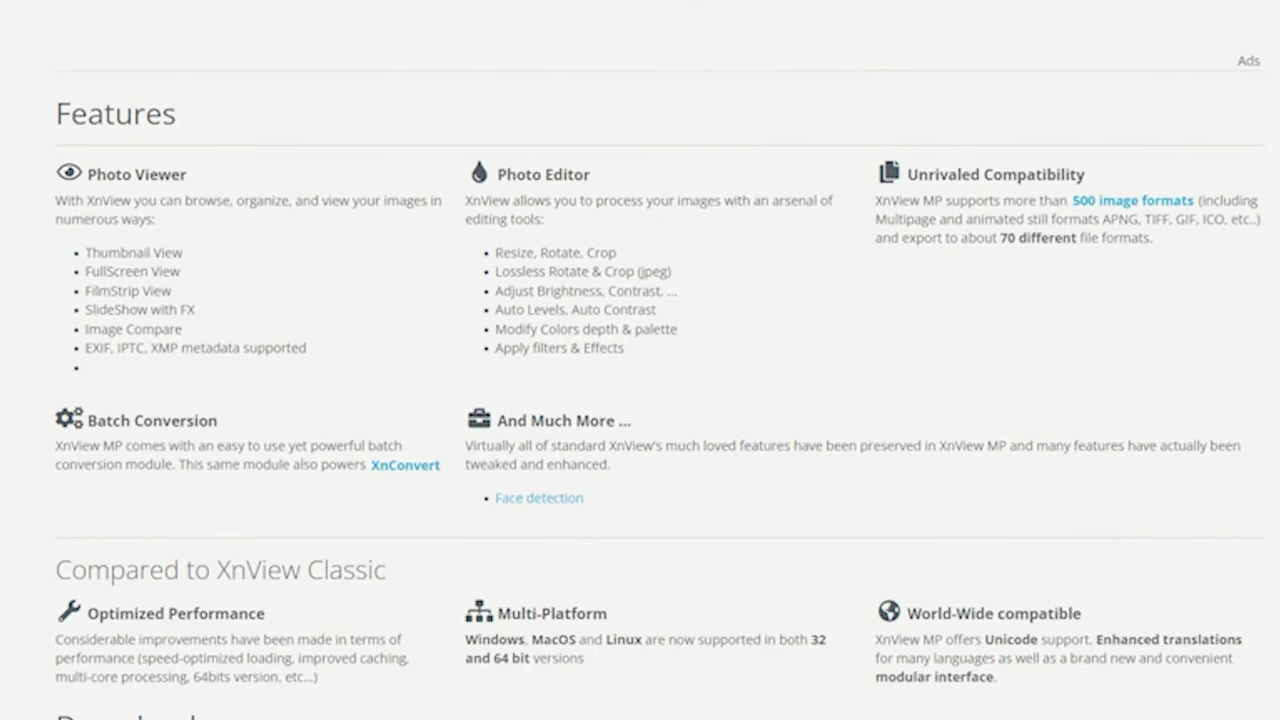 Ads
Features
Photo Viewer
With XnView you can browse, organize, and view your images in
numerous ways:
• Thumbnail View
• FullScreen View
• FilmStrip View
• SlideShow with FX
• Image Compare
• EXIF, IPTC, XMP metadata supported
•
Photo Editor
XnView allows you to process your images with an arsenal of
editing tools:
• Resize, Rotate, Crop
• Lossless Rotate & Crop (jpeg)
• Adjust Brightness, Contrast, ...
• Auto Levels, Auto Contrast
• Modify Colors depth & palette
• Apply filters & Effects
Unrivaled Compatibility
XnView MP supports more than 500 image formats (including
Multipage and animated still formats APNG, TIFF, GIF, ICO, etc..)
and export to about 70 different file formats.
Batch Conversion
XnView MP comes with an easy to use yet powerful batch
conversion module. This same module also powers XnConvert
And Much More ...
Virtually all of standard XnView's much loved features have been preserved in XnView MP and many features have actually been
tweaked and enhanced.
• Face detection
Compared to XnView Classic
Optimized Performance
Considerable improvements have been made in terms of
performance (speed-optimized loading, improved caching,
multi-core processing, 64bits version, etc...)
Multi-Platform
Windows, MacOS and Linux are now supported in both 32
and 64 bit versions
World-Wide compatible
XnView MP offers Unicode support. Enhanced translations
for many languages as well as a brand new and convenient
modular interface.